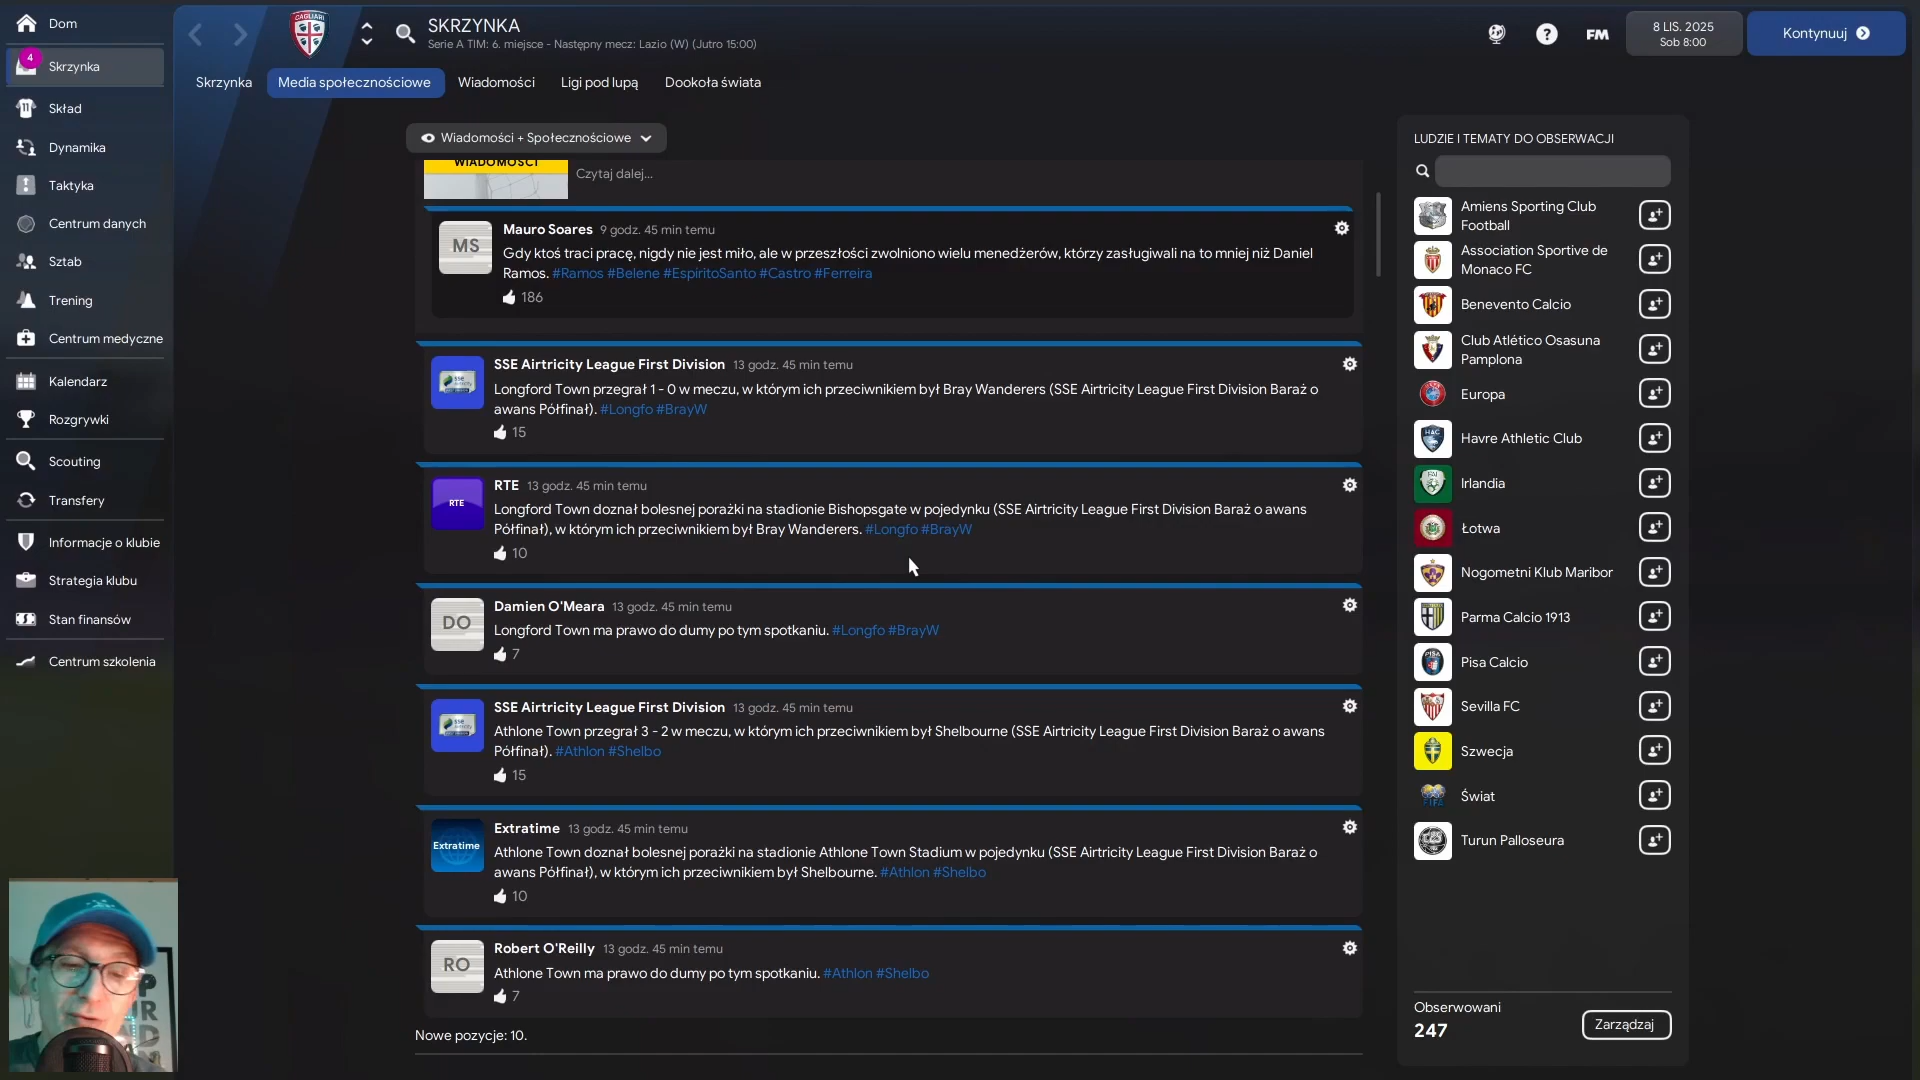 Dom
4
Skrzynka
Skład
Dynamika
Taktyka
Centrum danych
Sztab
Trening
Centrum medyczne
Kalendarz
Rozgrywki
Scouting
Transfery
Informacje o klubie
Strategia klubu
Stan finansów
Centrum szkolenia
CAGLIARI
SKRZYNKA
Serie A TIM: 6. miejsce - Następny mecz: Lazio (W) (Jutro 15:00)
FM
8 LIS. 2025
Sob 8:00
Kontynuuj
Skrzynka
Media społecznościowe
Wiadomości
Ligi pod lupą
Dookoła świata
Wiadomości + Społecznościowe
WIADOMOŚCI
Czytaj dalej...
MS
Mauro Soares 9 godz. 45 min temu
Gdy ktoś traci pracę, nigdy nie jest miło, ale w przeszłości zwolniono wielu menedżerów, którzy zasługiwali na to mniej niż Daniel
Ramos. #Ramos #Belene #EspíritoSanto #Castro #Ferreira
186
SSE Airtricity League First Division 13 godz. 45 min temu
Longford Town przegrał 1 - 0 w meczu, w którym ich przeciwnikiem był Bray Wanderers (SSE Airtricity League First Division Baraż o
awans Półfinał). #Longfo #BrayW
15
RTE
RTE 13 godz. 45 min temu
Longford Town doznał bolesnej porażki na stadionie Bishopsgate w pojedynku (SSE Airtricity League First Division Baraż o awans
Półfinał), w którym ich przeciwnikiem był Bray Wanderers. #Longfo #BrayW
10
DO
Damien O'Meara 13 godz. 45 min temu
Longford Town ma prawo do dumy po tym spotkaniu. #Longfo #BrayW
7
SSE Airtricity League First Division 13 godz. 45 min temu
Athlone Town przegrał 3 - 2 w meczu, w którym ich przeciwnikiem był Shelbourne (SSE Airtricity League First Division Baraż o awans
Półfinał). #Athlon #Shelbo
15
Extratime
Extratime 13 godz. 45 min temu
Athlone Town doznał bolesnej porażki na stadionie Athlone Town Stadium w pojedynku (SSE Airtricity League First Division Baraż o
awans Półfinał), w którym ich przeciwnikiem był Shelbourne. #Athlon #Shelbo
10
RO
Robert O'Reilly 13 godz. 45 min temu
Athlone Town ma prawo do dumy po tym spotkaniu. #Athlon #Shelbo
7
Nowe pozycje: 10.
LUDZIE I TEMATY DO OBSERWACJI
Amiens Sporting Club
Football
Association Sportive de
Monaco FC
Benevento Calcio
Club Atlético Osasuna
Pamplona
Europa
HAC
Havre Athletic Club
Irlandia
Łotwa
Nogometni Klub Maribor
Parma Calcio 1913
PISA
Pisa Calcio
Sevilla FC
Szwecja
FIFA
Świat
Turun Palloseura
Obserwowani
247
Zarządzaj